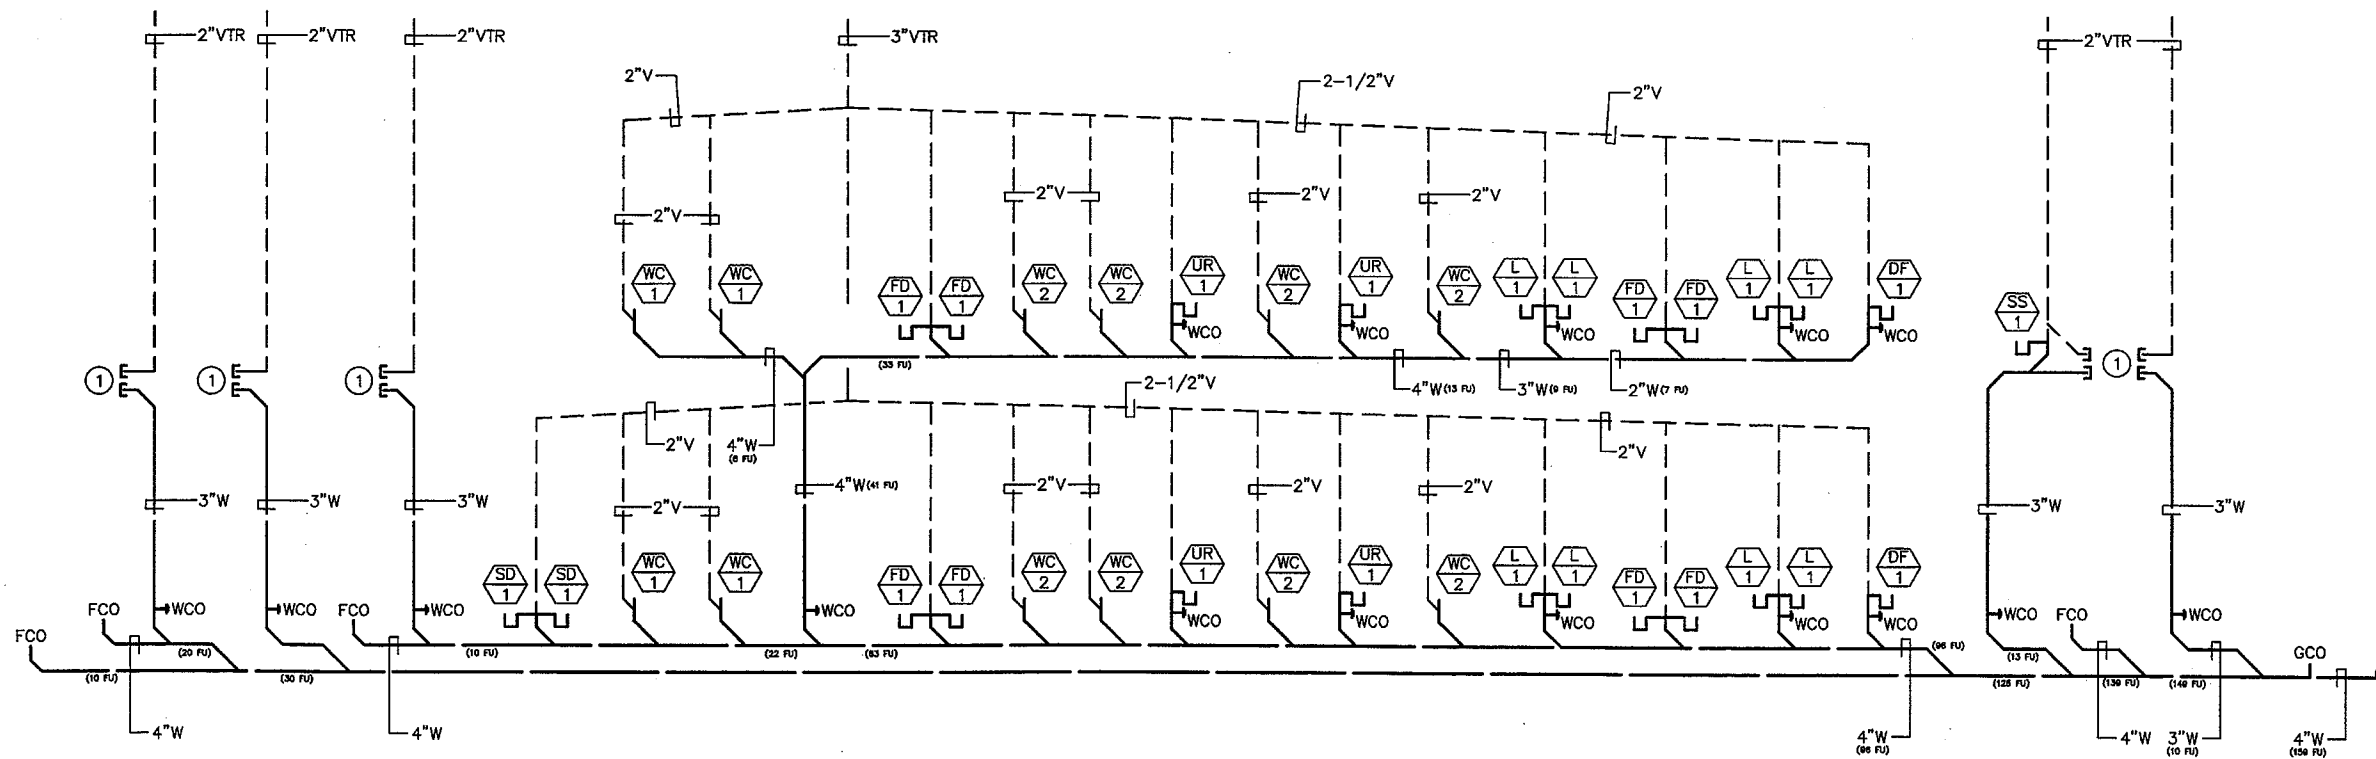 2"VTR 2"VTR 2"VTR 3"VTR 2"VTR
2"V 2-1/2"V 2"V
2"V 2"V 2"V 2"V
WC 1 WC 1 FD 1 FD 1 WC 2 WC 2 UR 1 WC 2 UR 1 WC 2 L 1 L 1 FD 1 FD 1 L 1 L 1 DF 1 SS 1
WCO WCO WCO WCO WCO
(33 FU)
1 1 1 1
4"W (13 FU) 3"W (9 FU) 2"W (7 FU)
2-1/2"V
2"V 4"W (6 FU) 2"V
3"W 3"W 3"W 4"W (41 FU) 2"V 2"V 2"V 2"V 3"W 3"W
SD 1 SD 1 WC 1 WC 1 FD 1 FD 1 WC 2 WC 2 UR 1 WC 2 UR 1 WC 2 L 1 L 1 FD 1 FD 1 L 1 L 1 DF 1
FCO FCO WCO WCO FCO WCO WCO WCO WCO WCO WCO WCO WCO FCO WCO
(20 FU) (10 FU) (22 FU) (63 FU) (96 FU) (13 FU) GCO
(10 FU) (30 FU) (139 FU) (149 FU)
4"W 4"W 4"W (96 FU) 4"W 3"W (10 FU) 4"W (159 FU)